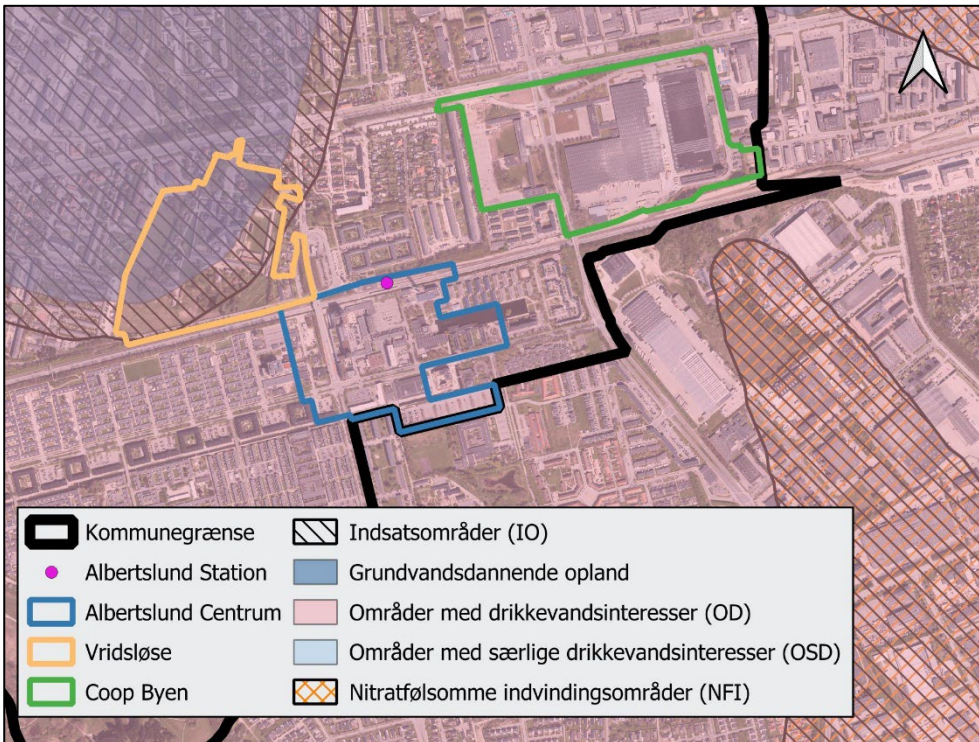 Kommunegrænse
Albertslund Station
Albertslund Centrum
Vridsløse
Coop Byen
Indsatsområder (IO)
Grundvandsdannende opland
Områder med drikkevandsinteresser (OD)
Områder med særlige drikkevandsinteresser (OSD)
Nitratfølsomme indvindingsområder (NFI)